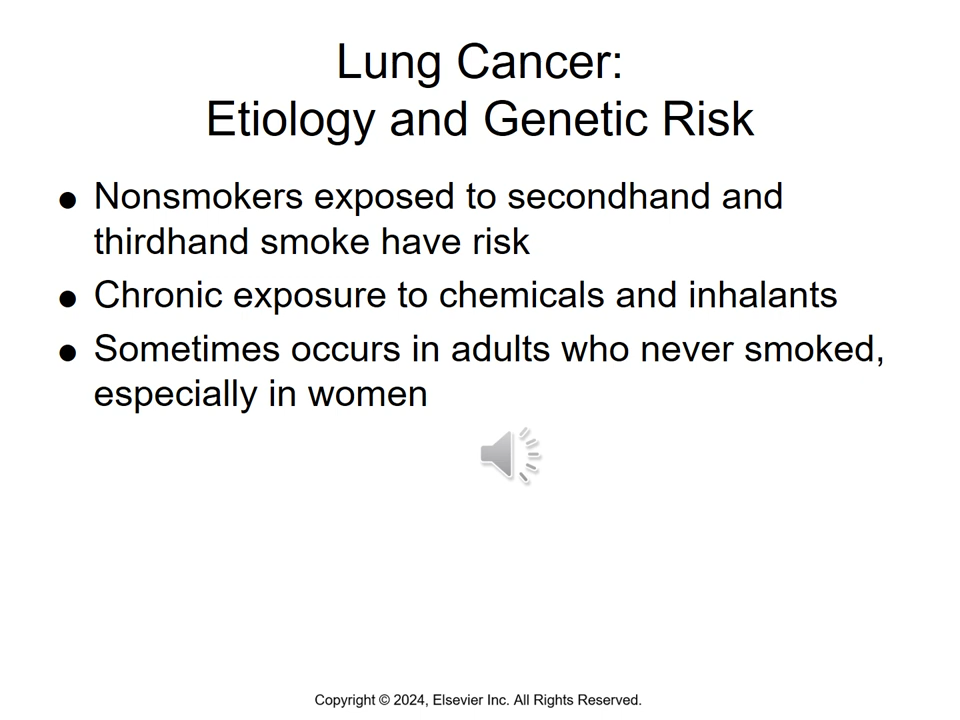 Lung Cancer:
Etiology and Genetic Risk
● Nonsmokers exposed to secondhand and
thirdhand smoke have risk
● Chronic exposure to chemicals and inhalants
● Sometimes occurs in adults who never smoked,
especially in women
Copyright © 2024, Elsevier Inc. All Rights Reserved.